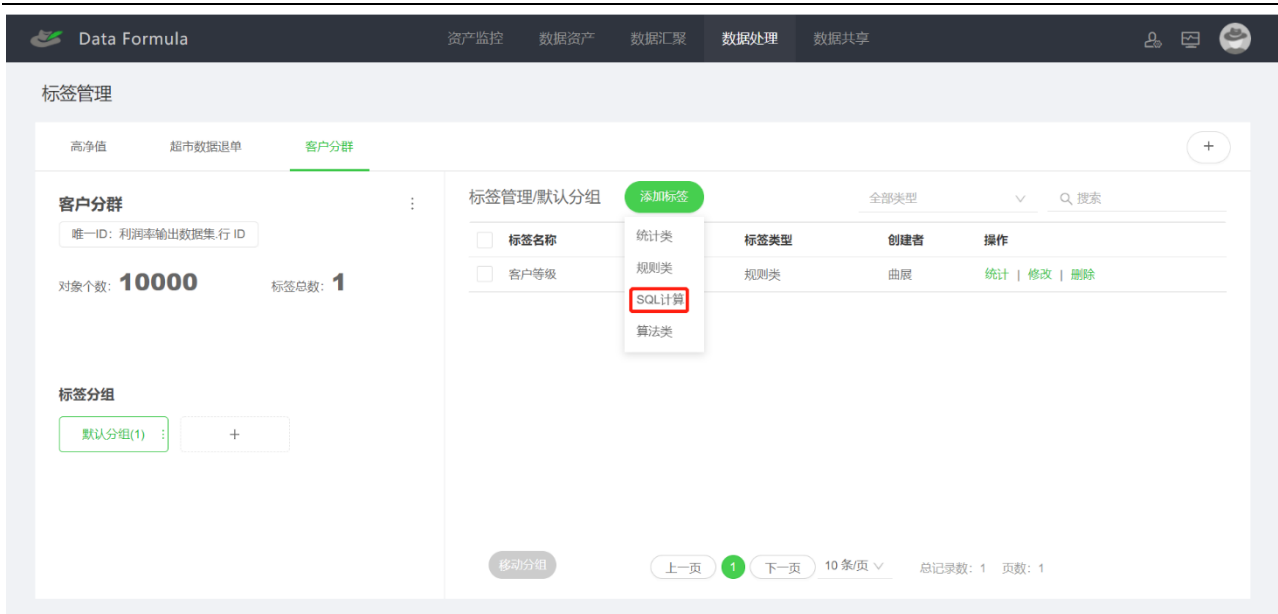 Data Formula 资产监控 数据资产 数据汇聚 数据处理 数据共享
标签管理
高净值 超市数据退单 客户分群 +
客户分群
唯一ID：利润率输出数据集.行 ID
对象个数：10000 标签总数：1
标签分组
默认分组(1) +
标签管理/默认分组 添加标签 全部类型 搜索
标签名称 标签类型 创建者 操作
客户等级 规则类 曲展 统计 | 修改 | 删除
统计类
规则类
SQL计算
算法类
移动分组 上一页 1 下一页 10 条/页 总记录数：1 页数：1